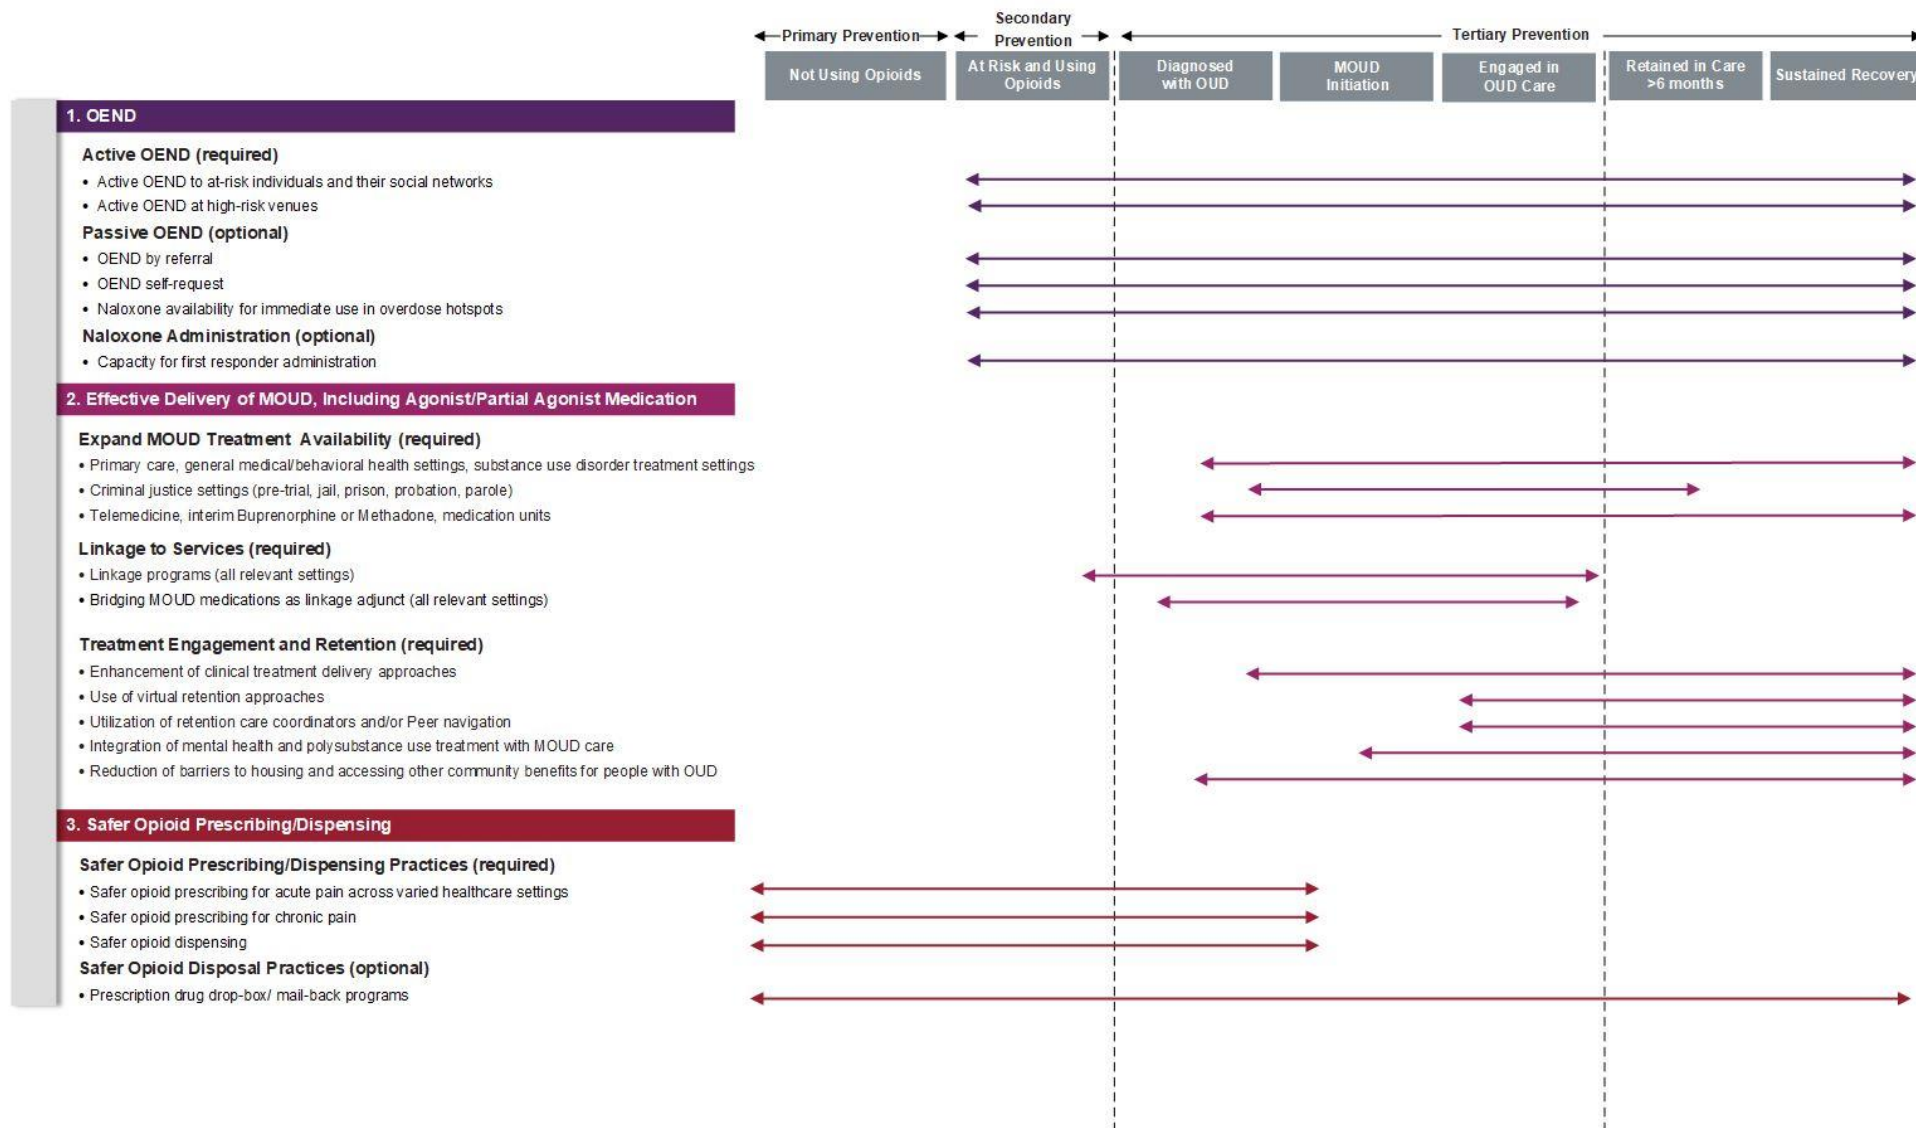 Primary Prevention
Secondary
Prevention
Tertiary Prevention
Not Using Opioids
At Risk and Using
Opioids
Diagnosed
with OUD
MOUD
Initiation
Engaged in
OUD Care
Retained in Care
>6 months
Sustained Recovery
1. OEND
Active OEND (required)
• Active OEND to at-risk individuals and their social networks
• Active OEND at high-risk venues
Passive OEND (optional)
• OEND by referral
• OEND self-request
• Naloxone availability for immediate use in overdose hotspots
Naloxone Administration (optional)
• Capacity for first responder administration
2. Effective Delivery of MOUD, Including Agonist/Partial Agonist Medication
Expand MOUD Treatment Availability (required)
• Primary care, general medical/behavioral health settings, substance use disorder treatment settings
• Criminal justice settings (pre-trial, jail, prison, probation, parole)
• Telemedicine, interim Buprenorphine or Methadone, medication units
Linkage to Services (required)
• Linkage programs (all relevant settings)
• Bridging MOUD medications as linkage adjunct (all relevant settings)
Treatment Engagement and Retention (required)
• Enhancement of clinical treatment delivery approaches
• Use of virtual retention approaches
• Utilization of retention care coordinators and/or Peer navigation
• Integration of mental health and polysubstance use treatment with MOUD care
• Reduction of barriers to housing and accessing other community benefits for people with OUD
3. Safer Opioid Prescribing/Dispensing
Safer Opioid Prescribing/Dispensing Practices (required)
• Safer opioid prescribing for acute pain across varied healthcare settings
• Safer opioid prescribing for chronic pain
• Safer opioid dispensing
Safer Opioid Disposal Practices (optional)
• Prescription drug drop-box/ mail-back programs